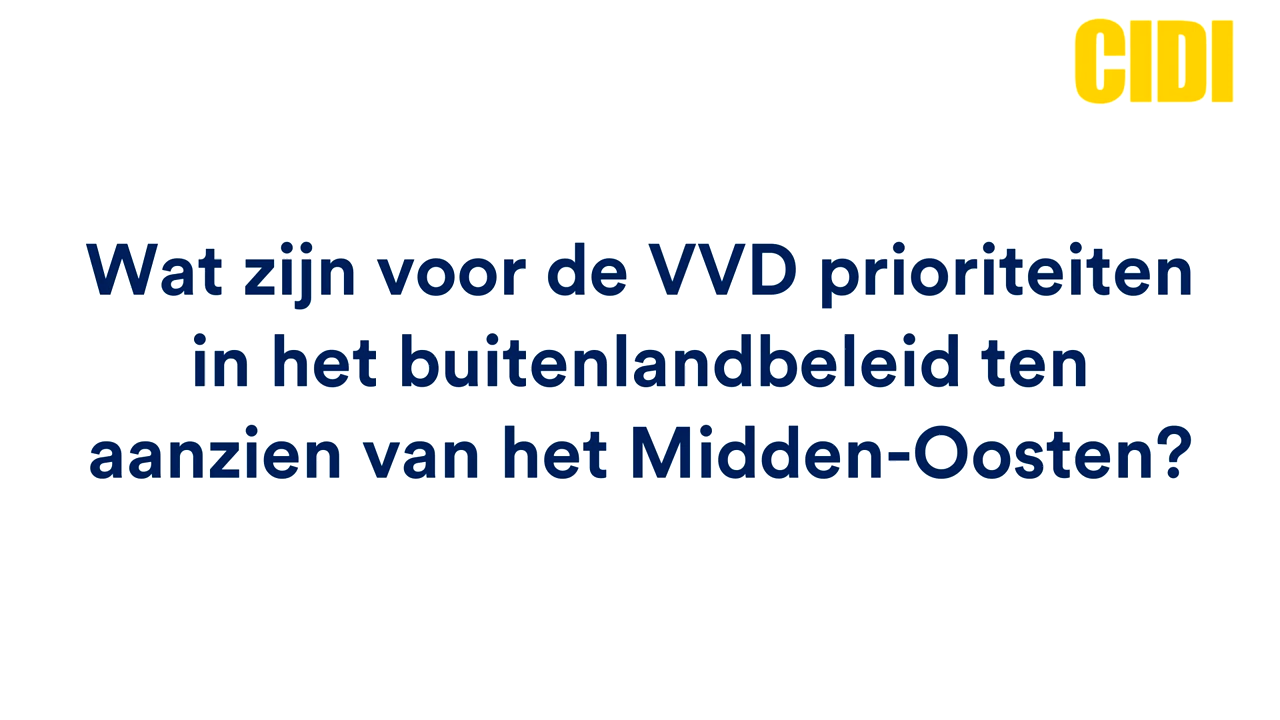 CIDI
Wat zijn voor de VVD prioriteiten
in het buitenlandbeleid ten
aanzien van het Midden-Oosten?